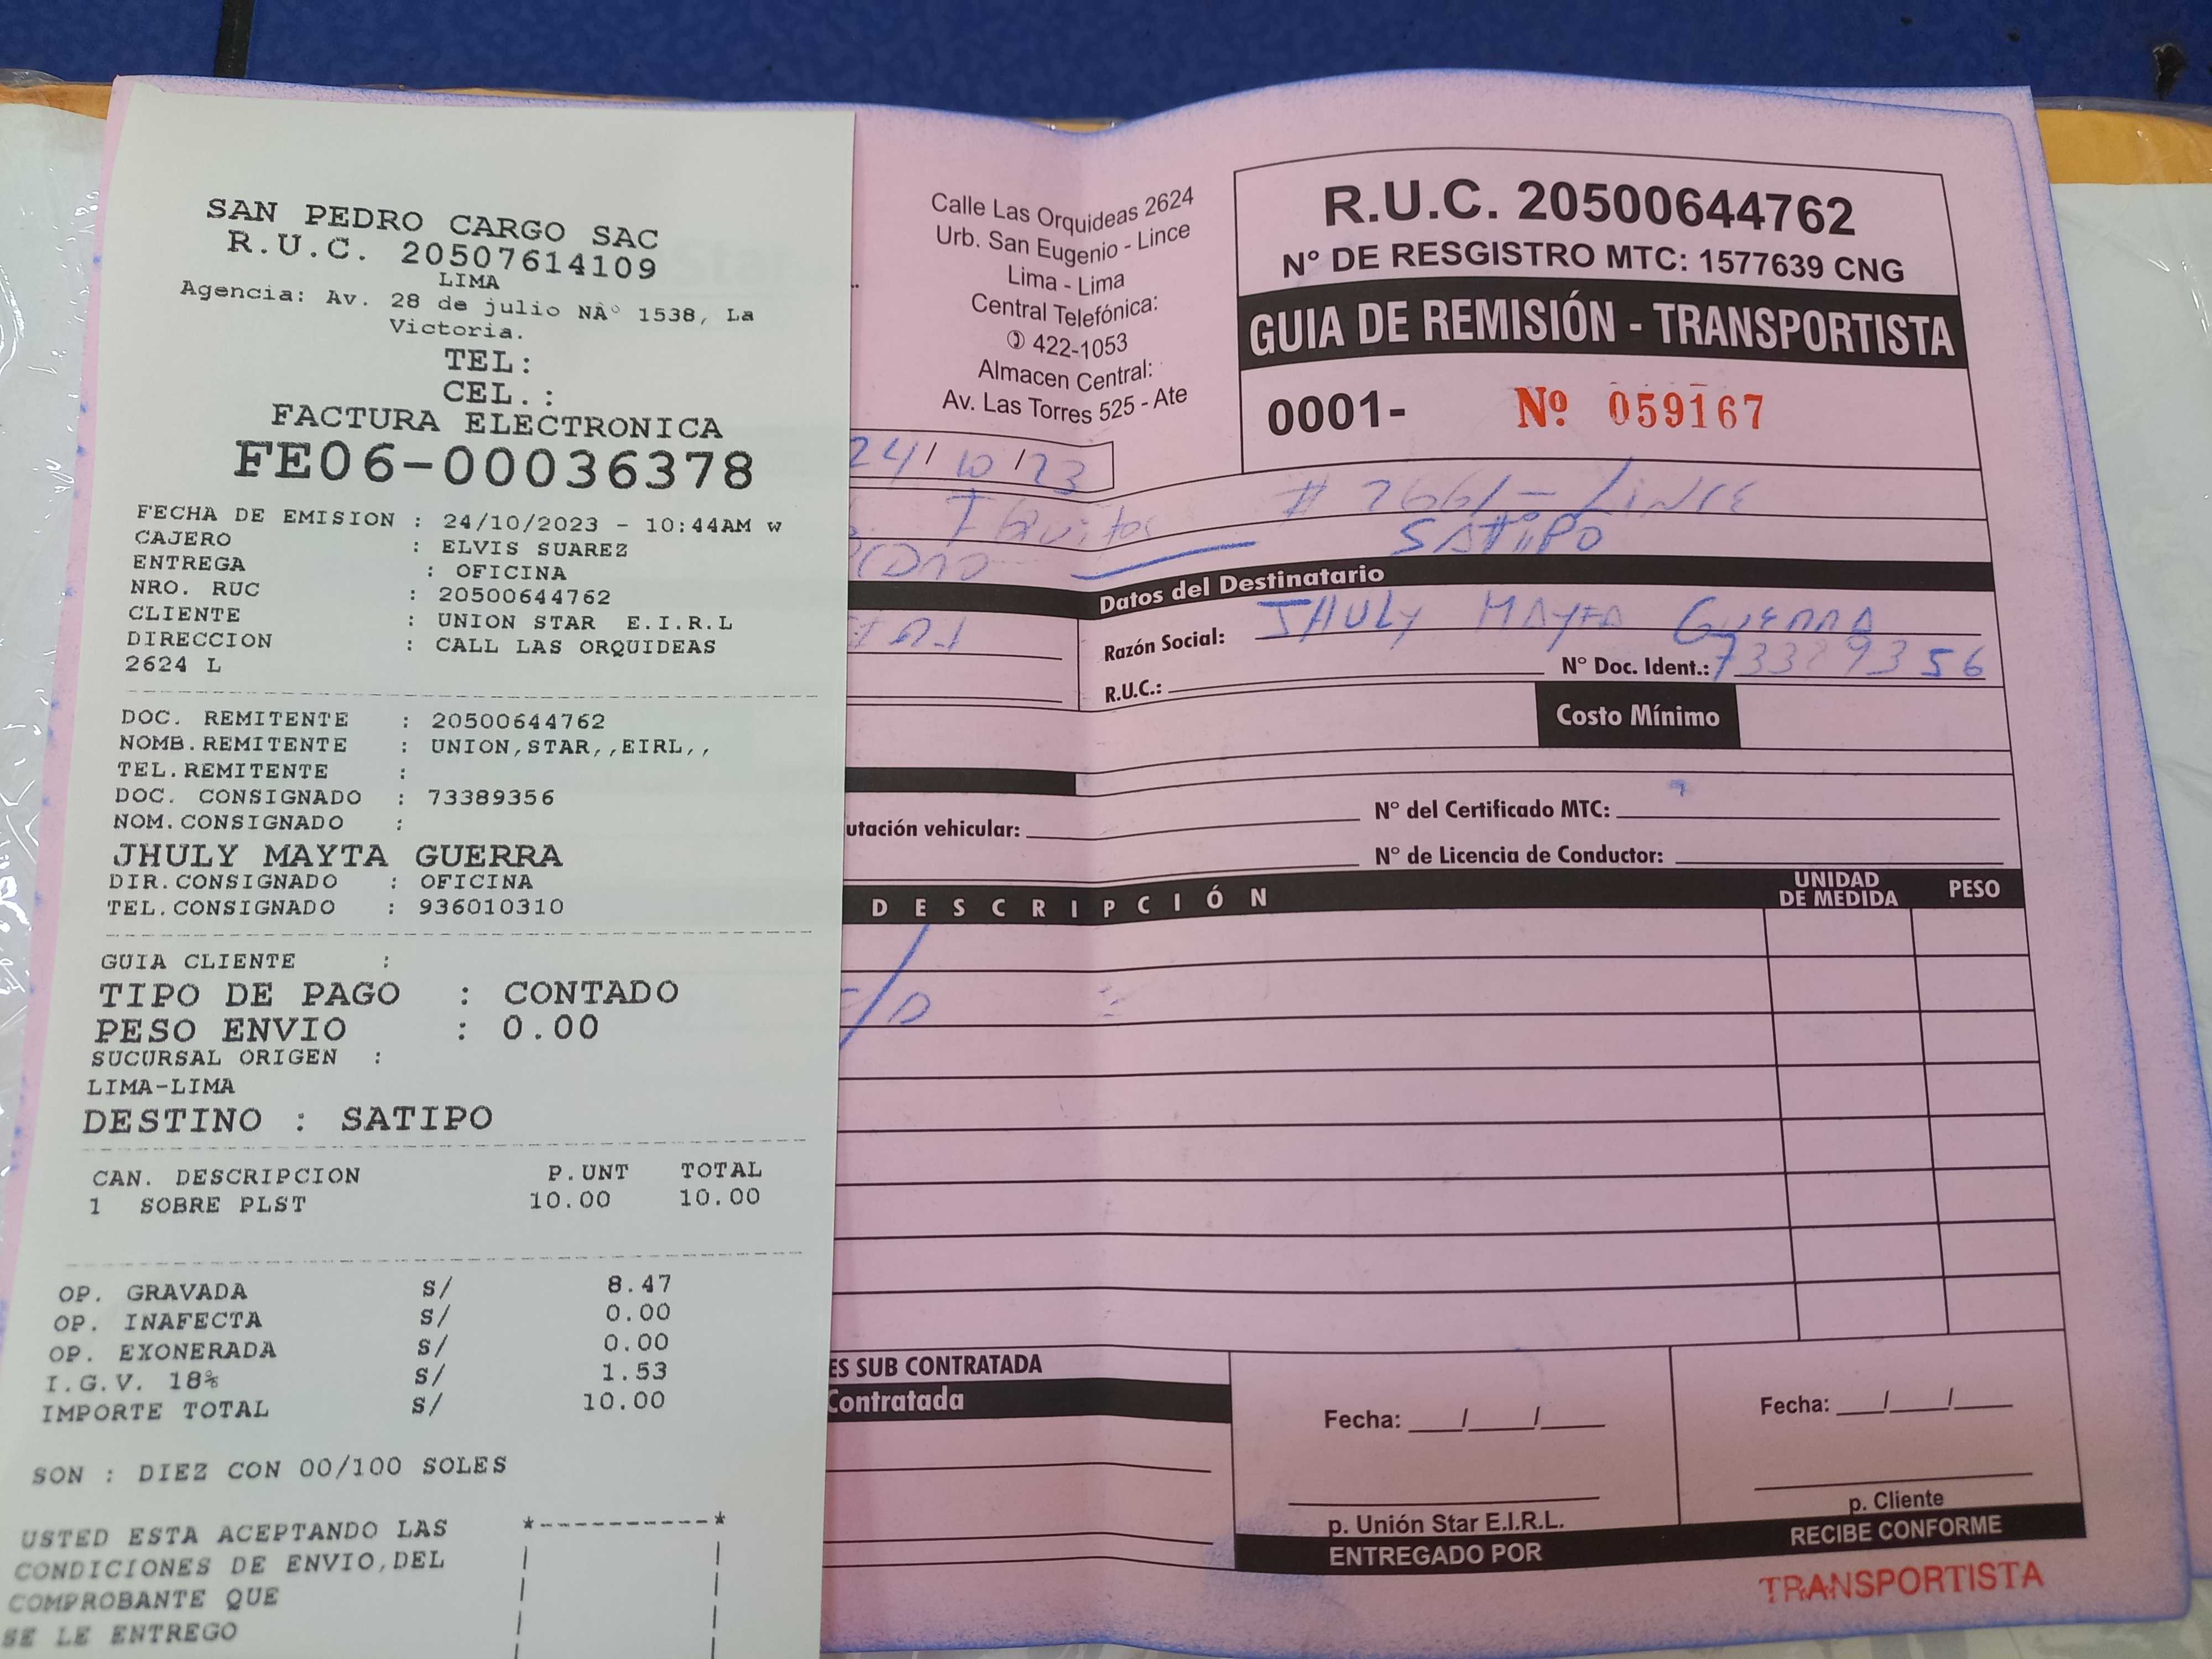 SAN PEDRO CARGO SAC
R.U.C. 20507614109
LIMA
Agencia: Av. 28 de julio NÂº 1538, La
Victoria.
TEL:
CEL.:
FACTURA ELECTRONICA
FE06-00036378
FECHA DE EMISION : 24/10/2023 - 10:44AM w
CAJERO : ELVIS SUAREZ
ENTREGA : OFICINA
NRO. RUC : 20500644762
CLIENTE : UNION STAR E.I.R.L
DIRECCION : CALL LAS ORQUIDEAS
2624 L
DOC. REMITENTE : 20500644762
NOMB.REMITENTE : UNION,STAR,,EIRL,,
TEL.REMITENTE :
DOC. CONSIGNADO : 73389356
NOM.CONSIGNADO :
JHULY MAYTA GUERRA
DIR.CONSIGNADO : OFICINA
TEL.CONSIGNADO : 936010310
GUIA CLIENTE :
TIPO DE PAGO : CONTADO
PESO ENVIO : 0.00
SUCURSAL ORIGEN :
LIMA-LIMA
DESTINO : SATIPO
CAN. DESCRIPCION P.UNT TOTAL
1 SOBRE PLST 10.00 10.00
OP. GRAVADA S/ 8.47
OP. INAFECTA S/ 0.00
OP. EXONERADA S/ 0.00
I.G.V. 18% S/ 1.53
IMPORTE TOTAL S/ 10.00
SON : DIEZ CON 00/100 SOLES
USTED ESTA ACEPTANDO LAS
CONDICIONES DE ENVIO,DEL
COMPROBANTE QUE
SE LE ENTREGO
Calle Las Orquideas 2624
Urb. San Eugenio - Lince
Lima - Lima
Central Telefónica:
422-1053
Almacen Central:
Av. Las Torres 525 - Ate
R.U.C. 20500644762
N° DE RESGISTRO MTC: 1577639 CNG
GUIA DE REMISIÓN - TRANSPORTISTA
0001- Nº 059167
24/10/23
Iquitos # 266/- LINCE
SATIPO
Datos del Destinatario
Razón Social: JHULY MAYTA GUERRA
R.U.C.: N° Doc. Ident.: 73389356
Costo Mínimo
utación vehicular: N° del Certificado MTC:
N° de Licencia de Conductor:
DESCRIPCIÓN UNIDAD DE MEDIDA PESO
ES SUB CONTRATADA
Contratada
Fecha: / /
p. Unión Star E.I.R.L.
ENTREGADO POR
Fecha: / /
p. Cliente
RECIBE CONFORME
TRANSPORTISTA